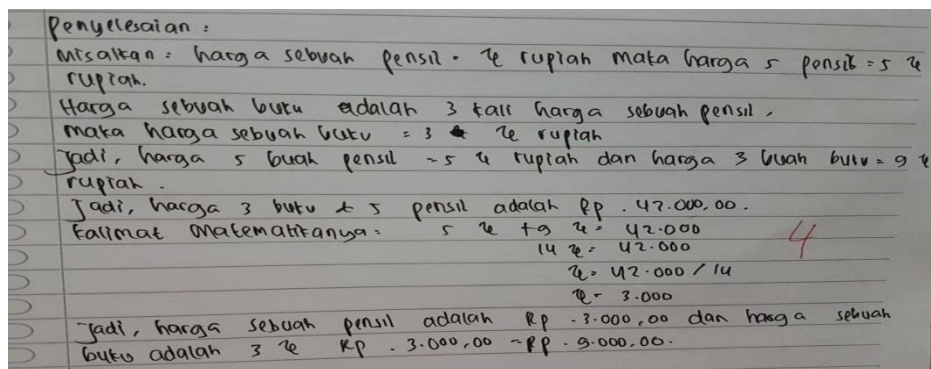 Penyelesaian :
Misalkan : harga sebuah pensil = x rupiah maka harga 5 pensil = 5 x
rupiah.
Harga sebuah buku adalah 3 kali harga sebuah pensil,
maka harga sebuah buku = 3 x rupiah
Jadi, harga 5 buah pensil = 5 x rupiah dan harga 3 buah buku = 9 x
rupiah.
Jadi, harga 3 buku + 5 pensil adalah Rp. 42.000,00.
Kalimat Matematikanya = 5 x + 9 x = 42.000
4
14 x = 42.000
x = 42.000 / 14
x = 3.000
Jadi, harga sebuah pensil adalah Rp. 3.000,00 dan harga sebuah
buku adalah 3 x Rp. 3.000,00 = Rp. 9.000,00.